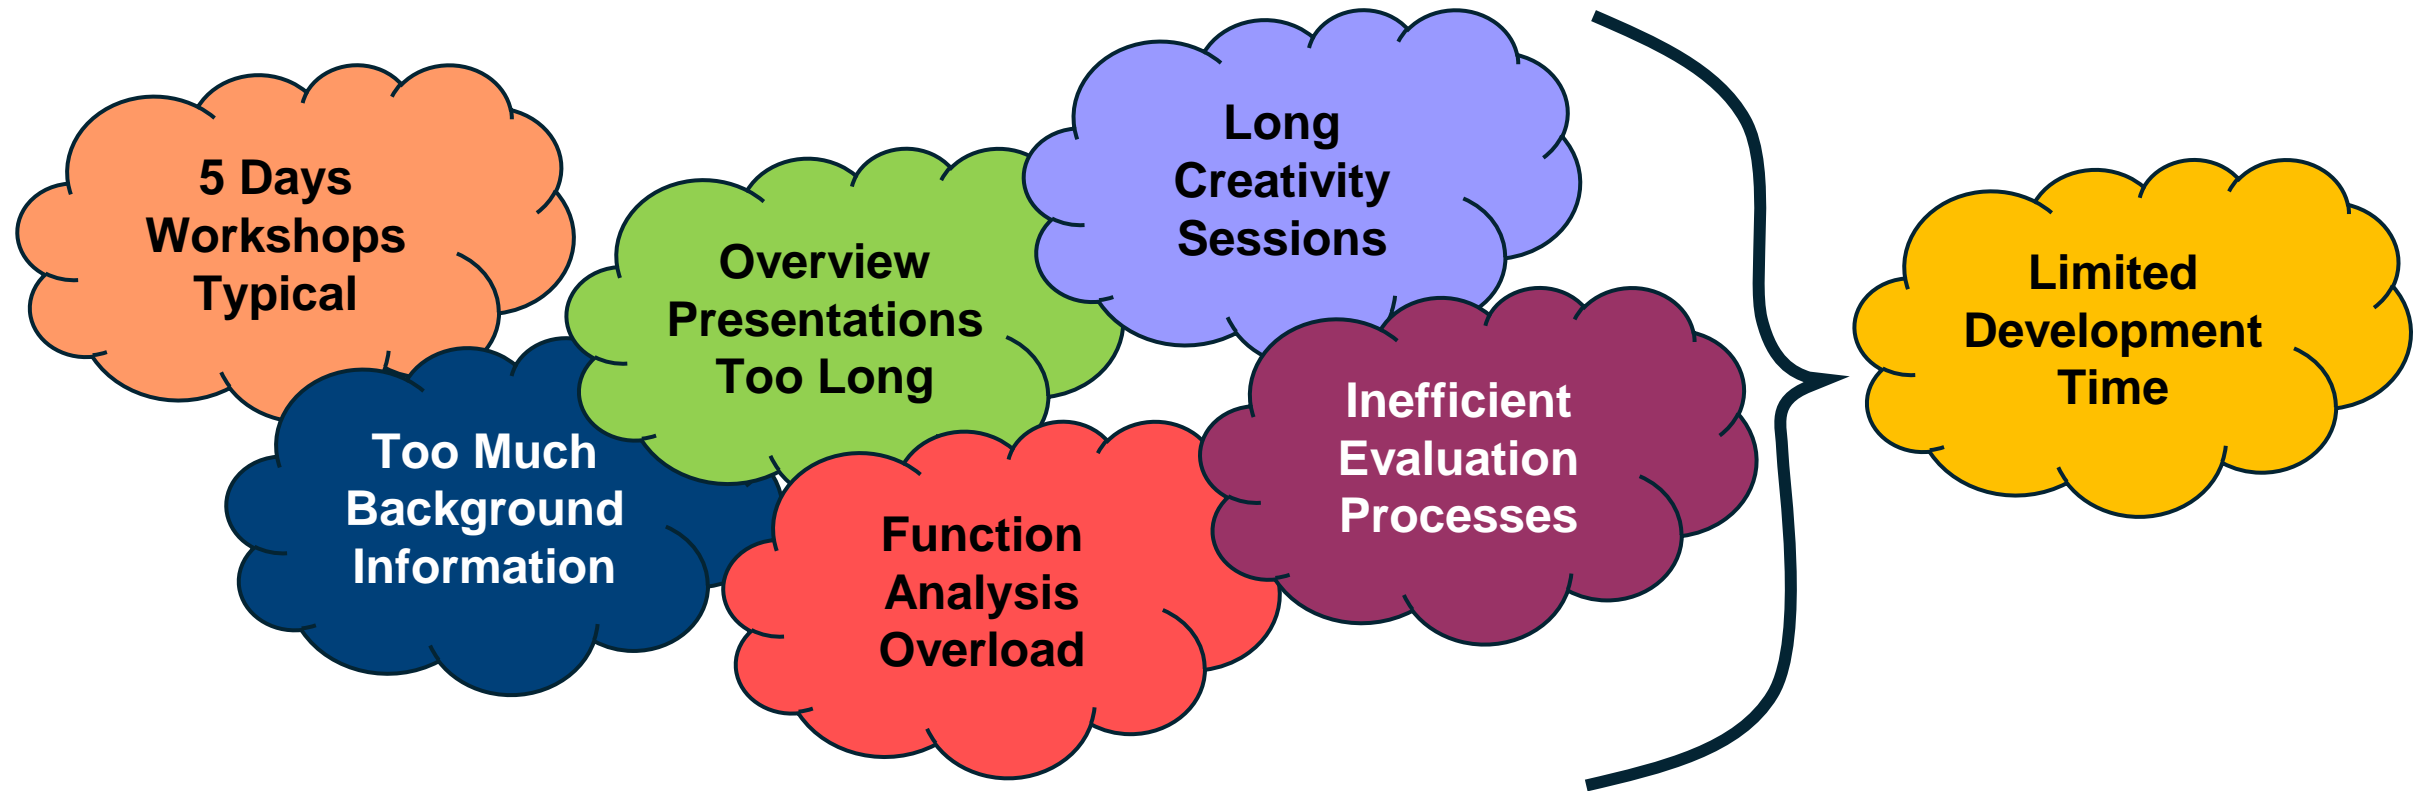 5 Days
Workshops
Typical
Too Much
Background
Information
Overview
Presentations
Too Long
Function
Analysis
Overload
Long
Creativity
Sessions
Inefficient
Evaluation
Processes
Limited
Development
Time